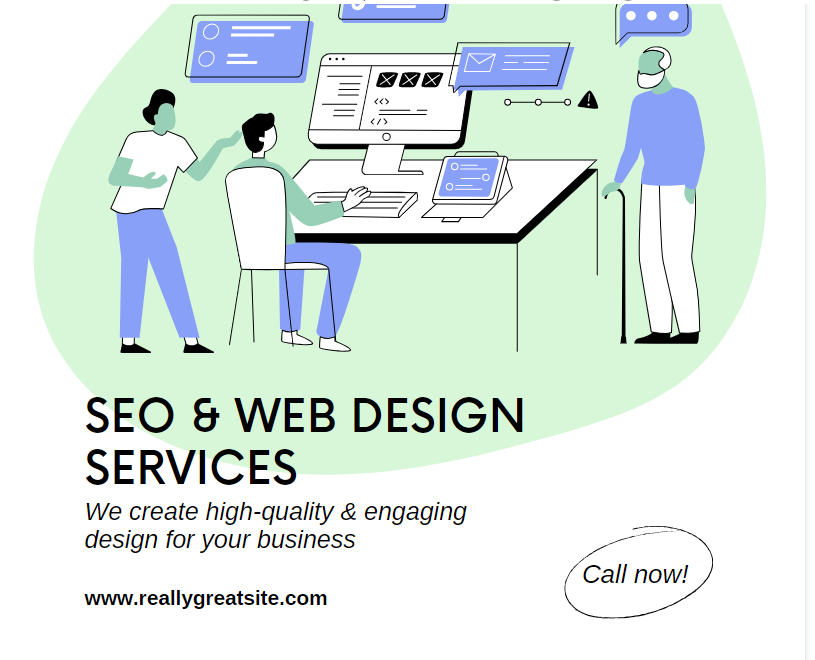 SEO & WEB DESIGN
SERVICES
We create high-quality & engaging
design for your business
Call now!
www.reallygreatsite.com